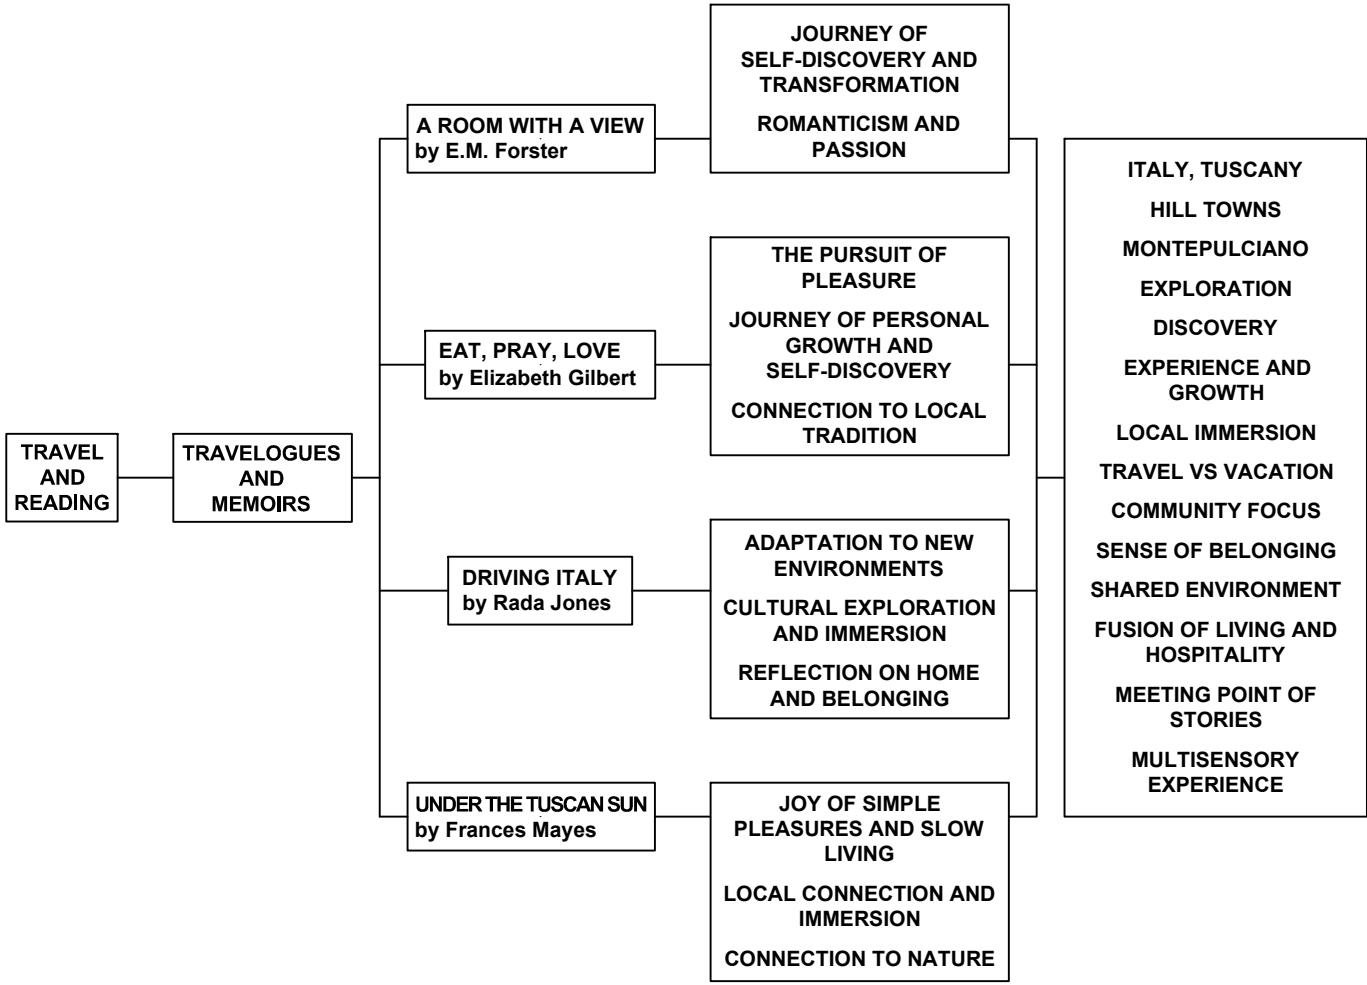 TRAVEL
AND
READING
TRAVELOGUES
AND
MEMOIRS
A ROOM WITH A VIEW
by E.M. Forster
JOURNEY OF
SELF-DISCOVERY AND
TRANSFORMATION
ROMANTICISM AND
PASSION
EAT, PRAY, LOVE
by Elizabeth Gilbert
THE PURSUIT OF
PLEASURE
JOURNEY OF PERSONAL
GROWTH AND
SELF-DISCOVERY
CONNECTION TO LOCAL
TRADITION
DRIVING ITALY
by Rada Jones
ADAPTATION TO NEW
ENVIRONMENTS
CULTURAL EXPLORATION
AND IMMERSION
REFLECTION ON HOME
AND BELONGING
UNDER THE TUSCAN SUN
by Frances Mayes
JOY OF SIMPLE
PLEASURES AND SLOW
LIVING
LOCAL CONNECTION AND
IMMERSION
CONNECTION TO NATURE
ITALY, TUSCANY
HILL TOWNS
MONTEPULCIANO
EXPLORATION
DISCOVERY
EXPERIENCE AND
GROWTH
LOCAL IMMERSION
TRAVEL VS VACATION
COMMUNITY FOCUS
SENSE OF BELONGING
SHARED ENVIRONMENT
FUSION OF LIVING AND
HOSPITALITY
MEETING POINT OF
STORIES
MULTISENSORY
EXPERIENCE